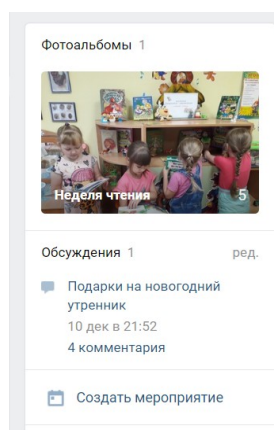 Фотоальбомы 1
Неделя чтения 5
Обсуждения 1 ред.
Подарки на новогодний
утренник
10 дек в 21:52
4 комментария
Создать мероприятие